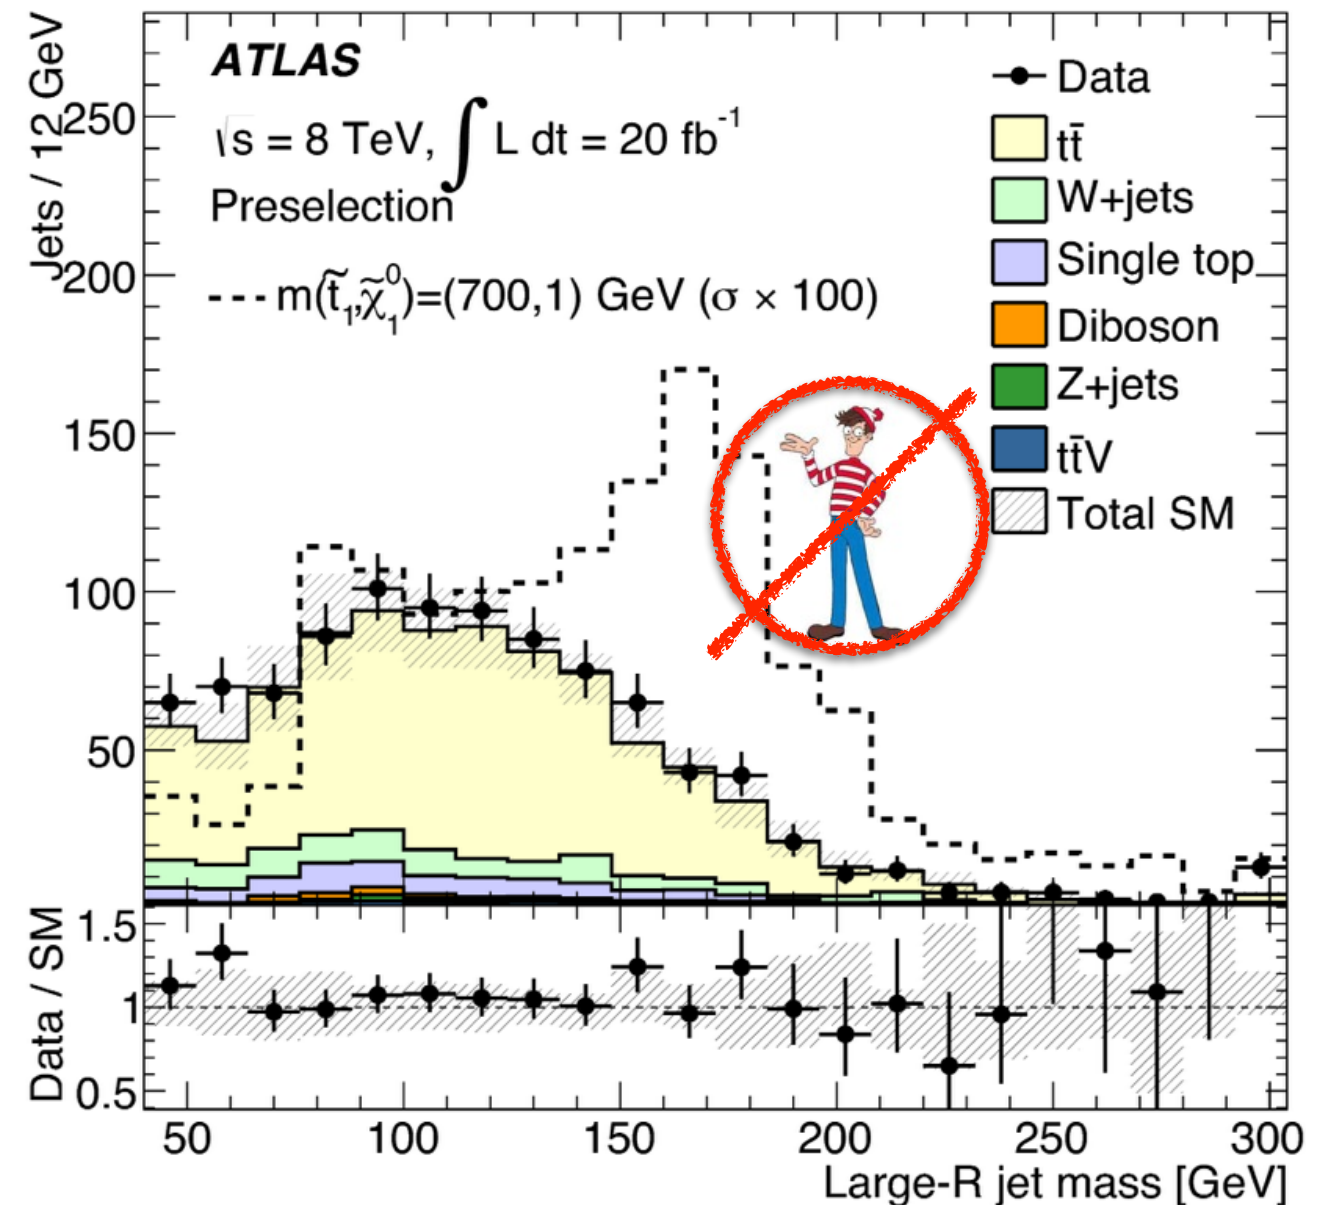 ATLAS
√s = 8 TeV, ∫ L dt = 20 fb⁻¹
Preselection
m(t̃₁,χ̃₁⁰)=(700,1) GeV (σ × 100)
Data
tt̄
W+jets
Single top
Diboson
Z+jets
tt̄V
Total SM
Jets / 12 GeV
250
200
150
100
50
Data / SM
1.5
1
0.5
50 100 150 200 250 300
Large-R jet mass [GeV]